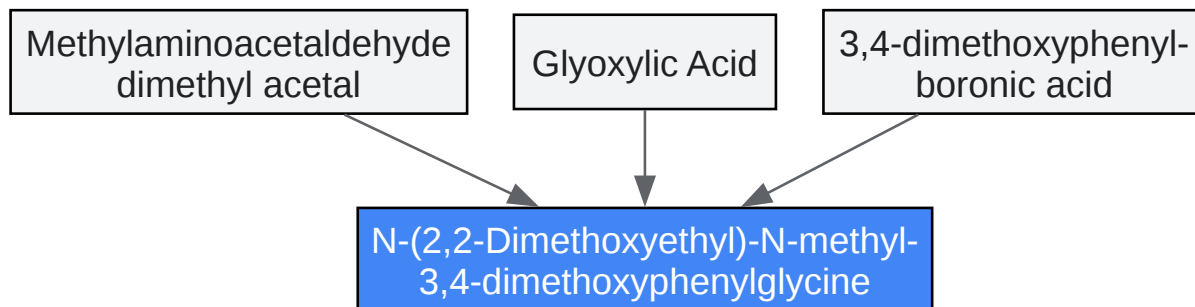 Methylaminoacetaldehyde
dimethyl acetal
Glyoxylic Acid
3,4-dimethoxyphenyl-
boronic acid
N-(2,2-Dimethoxyethyl)-N-methyl-
3,4-dimethoxyphenylglycine